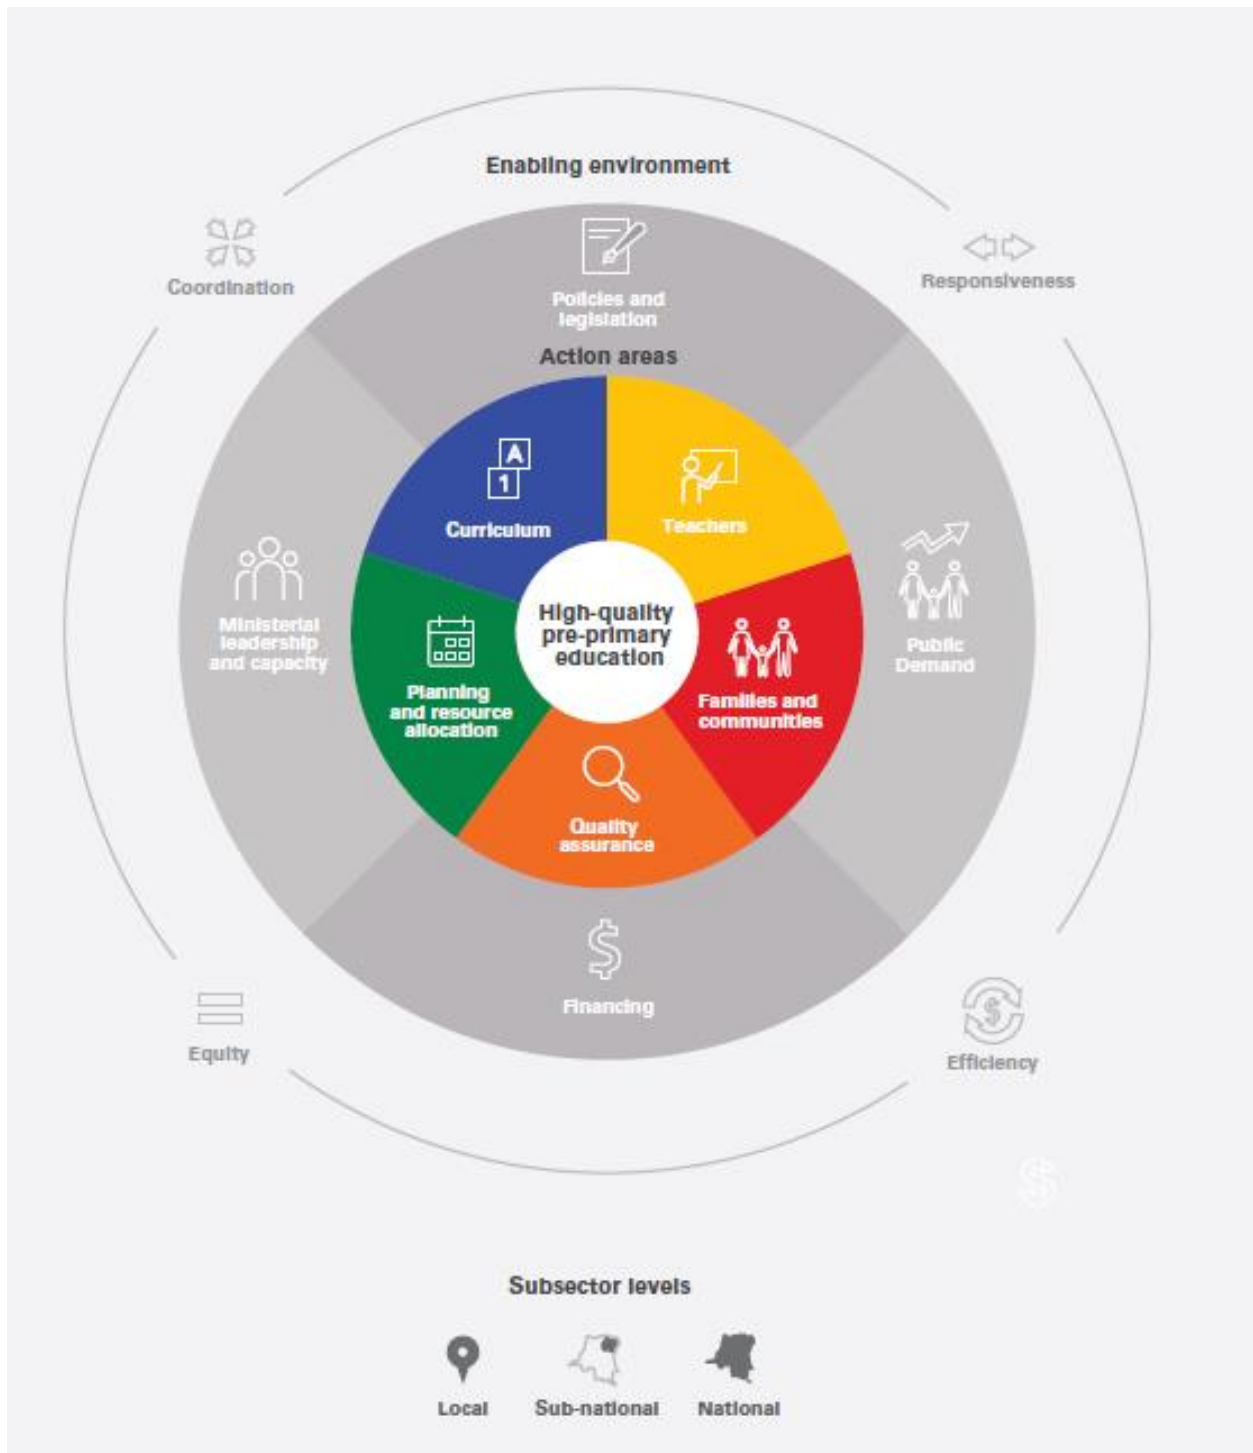 Enabling environment
Coordination
Responsiveness
Policies and
legislation
Action areas
A
1
Curriculum
Teachers
Ministerial
leadership
and capacity
High-quality
pre-primary
education
Public
Demand
Planning
and resource
allocation
Families and
communities
Quality
assurance
$
Financing
Equity
$
Efficiency
$
Subsector levels
Local
Sub-national
National